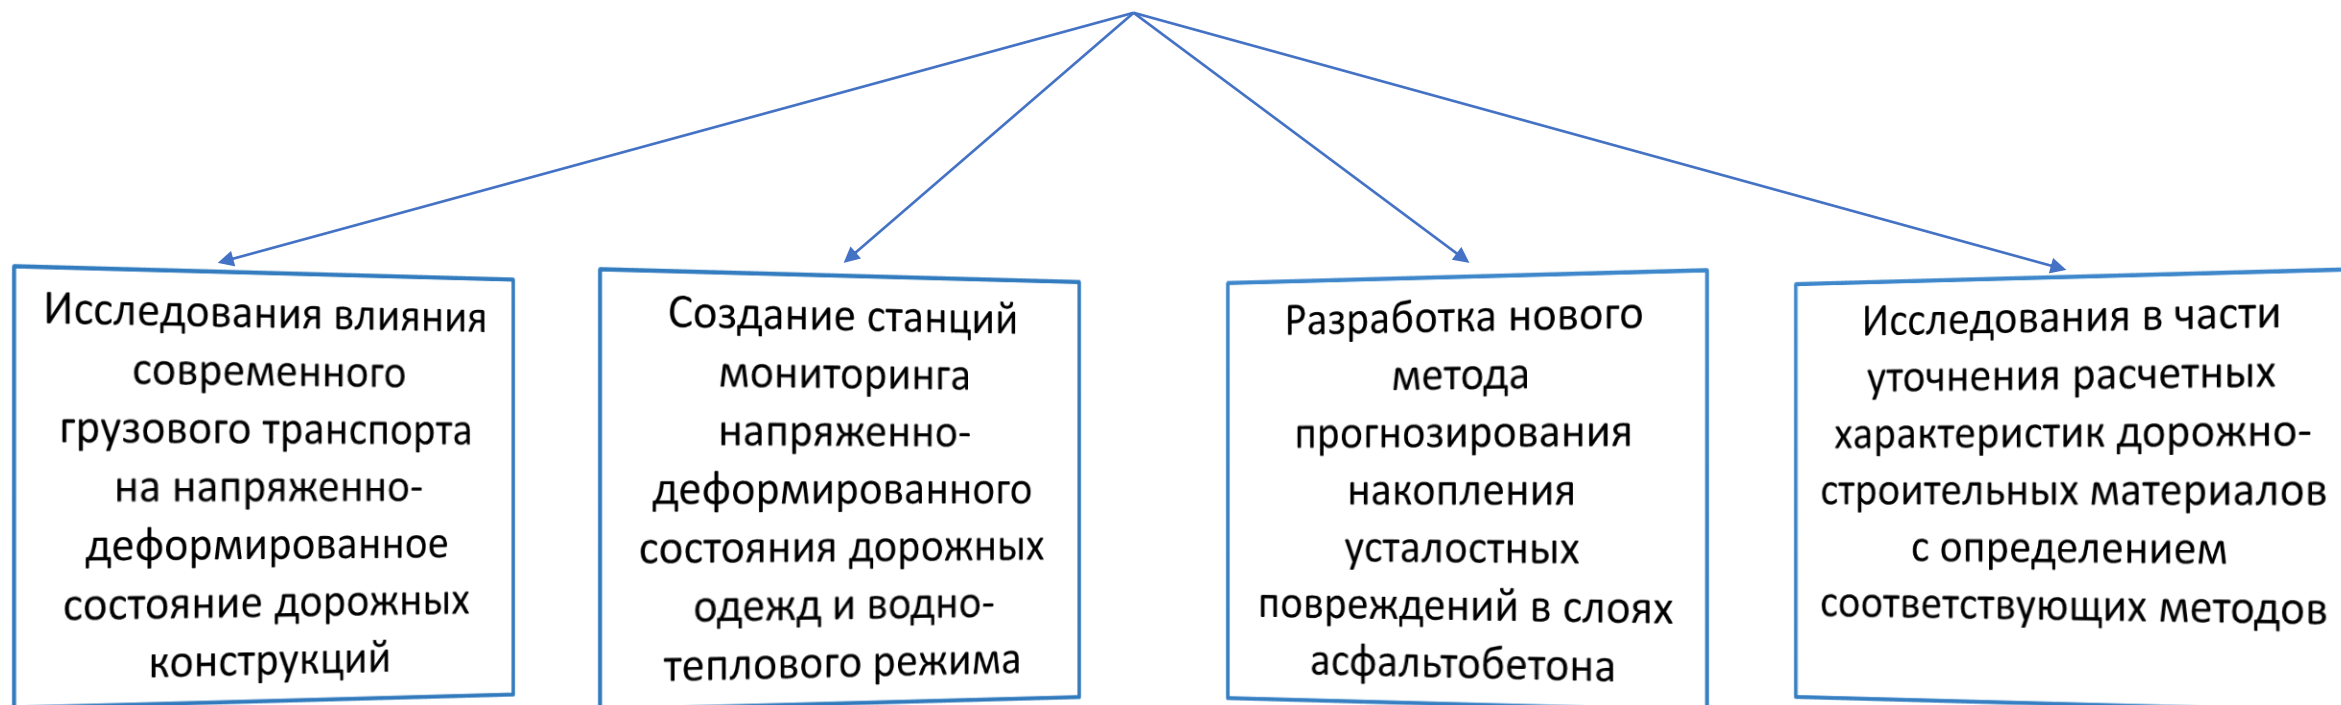 Исследования влияния
современного
грузового транспорта
на напряженно-
деформированное
состояние дорожных
конструкций
Создание станций
мониторинга
напряженно-
деформированного
состояния дорожных
одежд и водно-
теплового режима
Разработка нового
метода
прогнозирования
накопления
усталостных
повреждений в слоях
асфальтобетона
Исследования в части
уточнения расчетных
характеристик дорожно-
строительных материалов
с определением
соответствующих методов